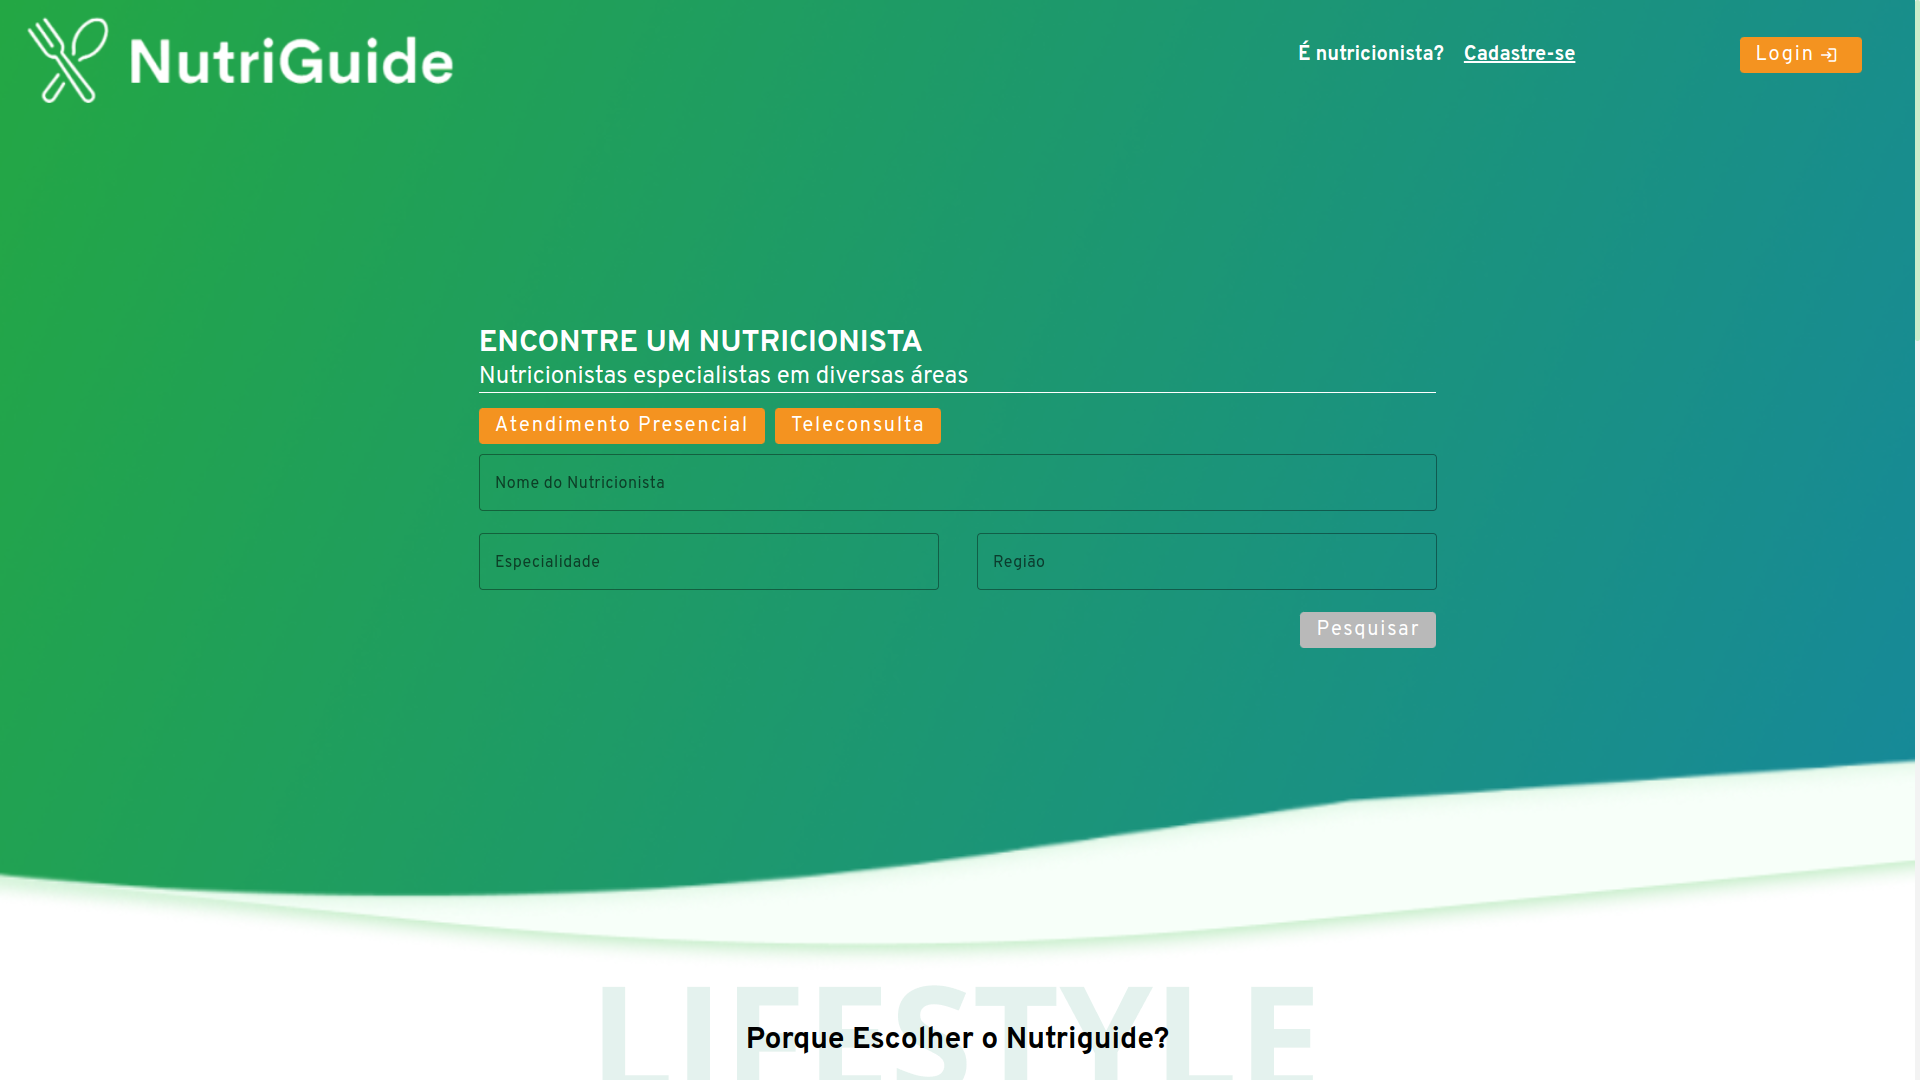 NutriGuide
É nutricionista? Cadastre-se
Login
ENCONTRE UM NUTRICIONISTA
Nutricionistas especialistas em diversas áreas
Atendimento Presencial Teleconsulta
Nome do Nutricionista
Especialidade Região
Pesquisar
LIFESTYLE
Porque Escolher o Nutriguide?